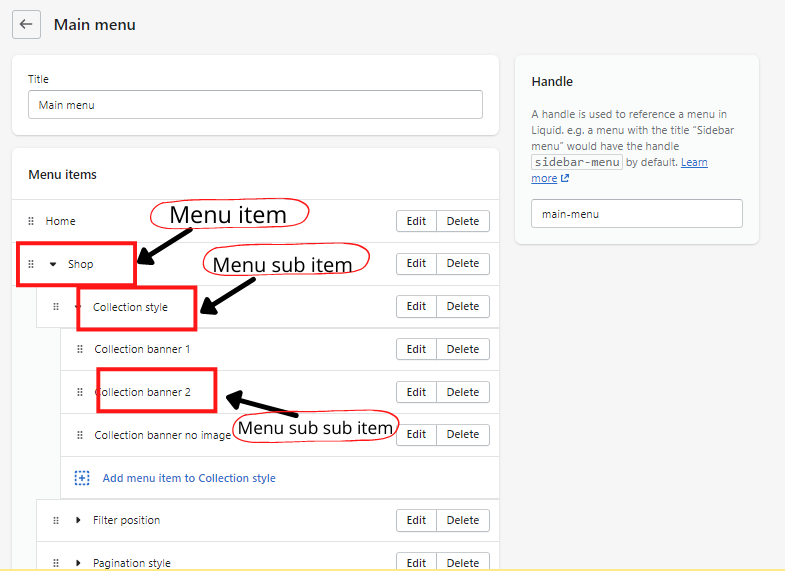 Main menu
Title
Main menu
Menu items
Home
Edit Delete
Menu item
Shop
Edit Delete
Menu sub item
Collection style
Edit Delete
Collection banner 1
Edit Delete
Collection banner 2
Edit Delete
Menu sub sub item
Collection banner no image
Edit Delete
Add menu item to Collection style
Filter position
Edit Delete
Pagination style
Edit Delete
Handle
A handle is used to reference a menu in
Liquid. e.g. a menu with the title “Sidebar
menu” would have the handle
sidebar-menu by default. Learn
more
main-menu